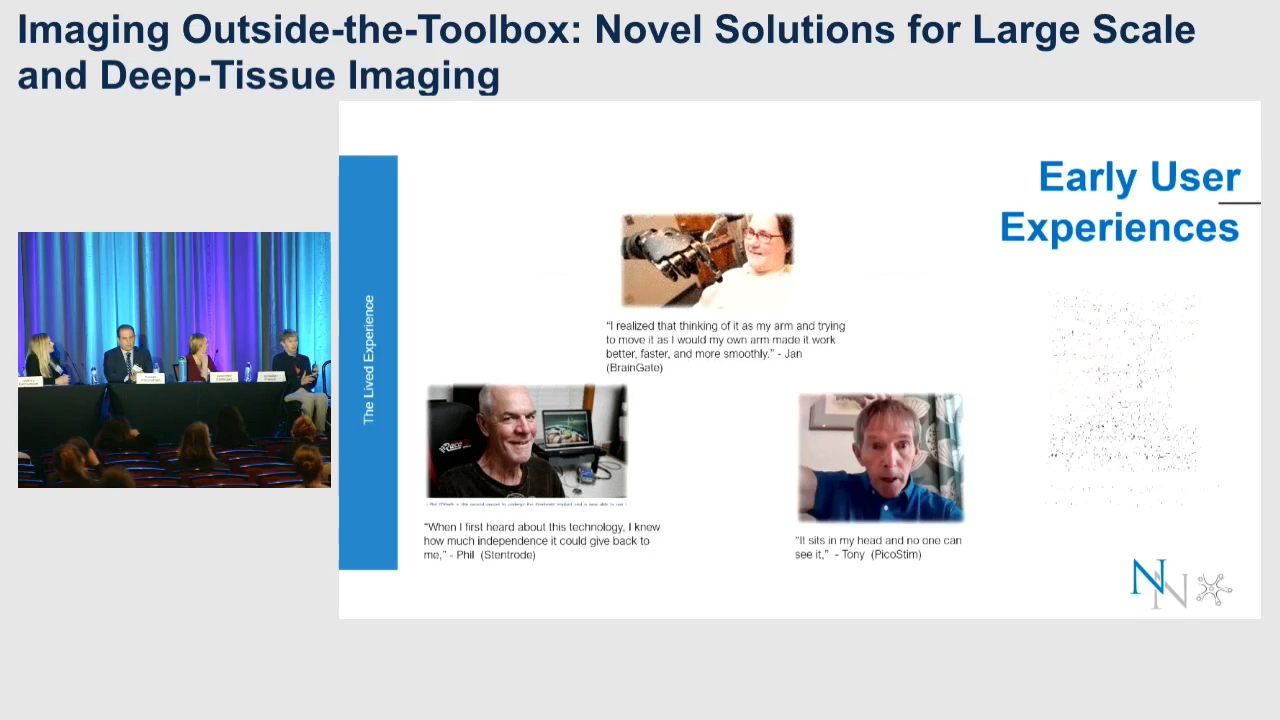 Imaging Outside-the-Toolbox: Novel Solutions for Large Scale
and Deep-Tissue Imaging
Early User
Experiences
The Lived Experience
"I realized that thinking of it as my arm and trying
to move it as I would my own arm made it work
better, faster, and more smoothly." - Jan
(BrainGate)
"When I first heard about this technology, I knew
how much independence it could give back to
me," - Phil (Stentrode)
"It sits in my head and no one can
see it," - Tony (PicoStim)
NN